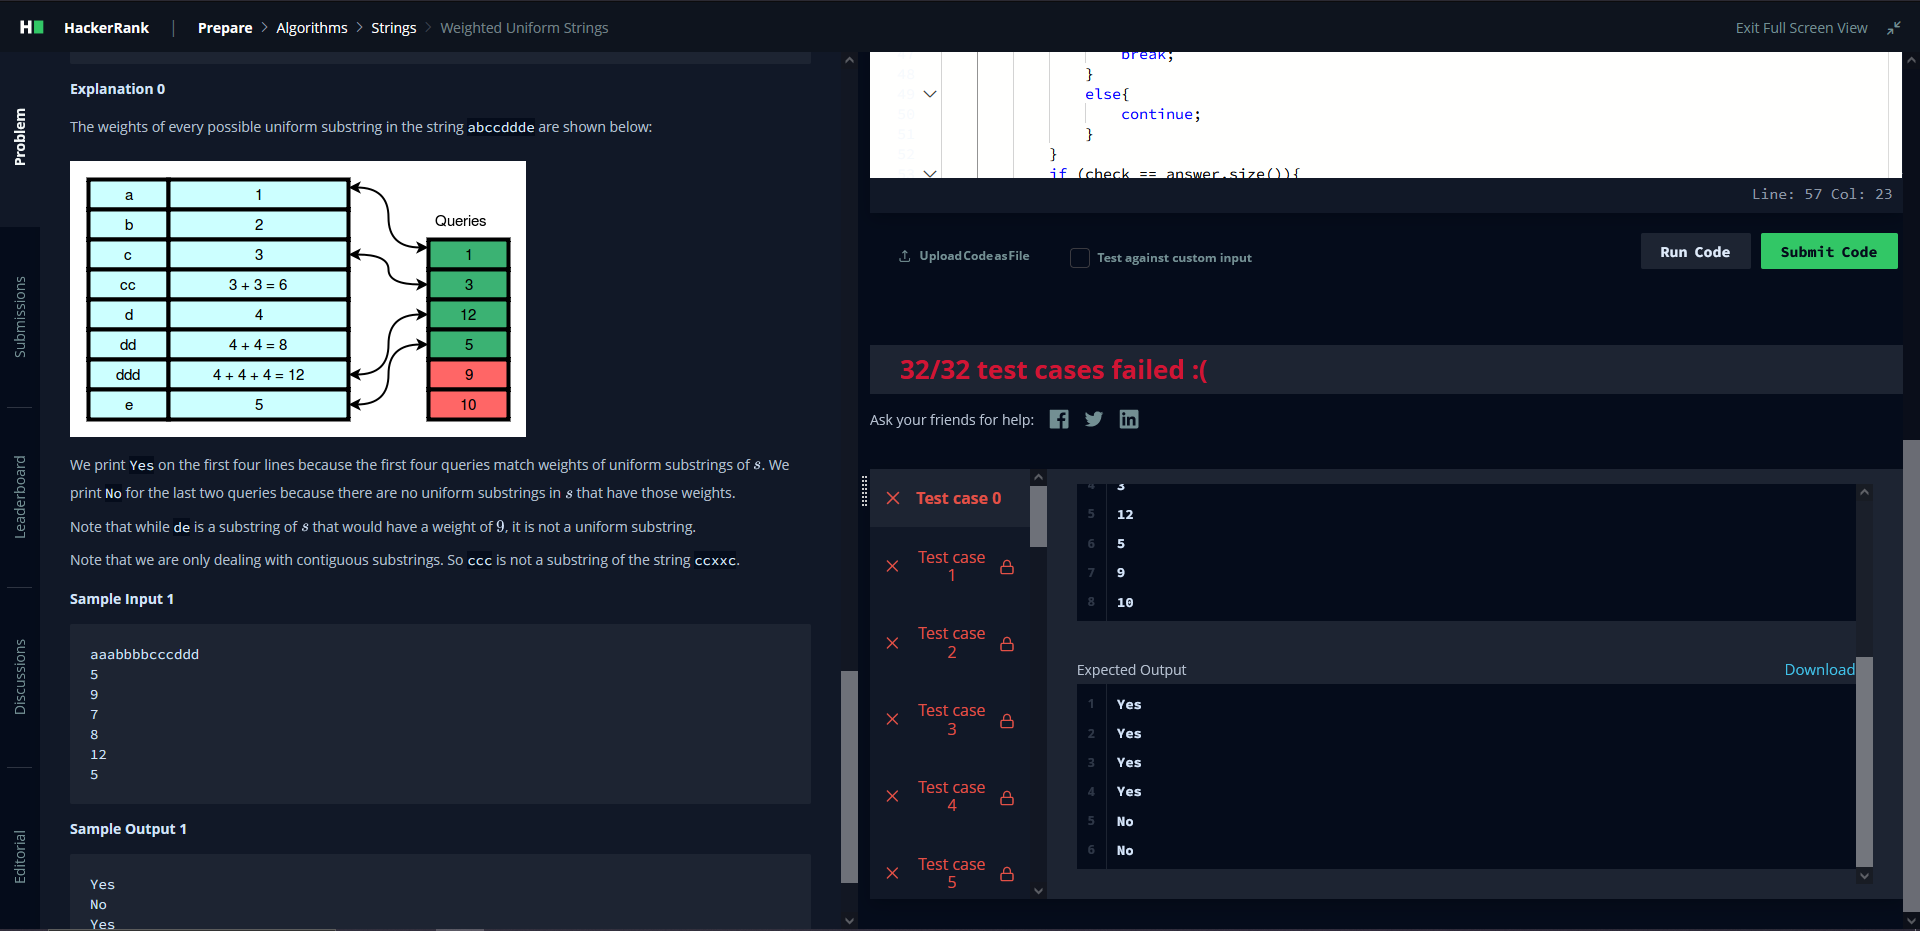 HackerRank | Prepare > Algorithms > Strings > Weighted Uniform Strings
Exit Full Screen View
Problem
Submissions
Leaderboard
Discussions
Editorial
Explanation 0
The weights of every possible uniform substring in the string abccddde are shown below:
Queries
a 1
b 2
c 3
cc 3 + 3 = 6
d 4
dd 4 + 4 = 8
ddd 4 + 4 + 4 = 12
e 5
1
3
12
5
9
10
We print Yes on the first four lines because the first four queries match weights of uniform substrings of s. We
print No for the last two queries because there are no uniform substrings in s that have those weights.
Note that while de is a substring of s that would have a weight of 9, it is not a uniform substring.
Note that we are only dealing with contiguous substrings. So ccc is not a substring of the string ccxxc.
Sample Input 1
aaabbbbcccddd
5
9
7
8
12
5
Sample Output 1
Yes
No
Yes
break;
}
else{
continue;
}
}
if (check == answer.size()){
Line: 57 Col: 23
Upload Code as File
Test against custom input
Run Code
Submit Code
32/32 test cases failed :(
Ask your friends for help:
Test case 0
Test case
1
Test case
2
Test case
3
Test case
4
Test case
5
4 3
5 12
6 5
7 9
8 10
Expected Output
Download
1 Yes
2 Yes
3 Yes
4 Yes
5 No
6 No